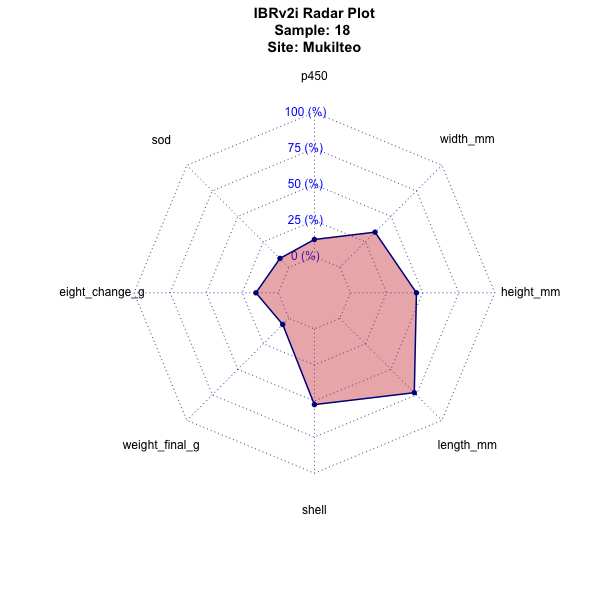 IBRv2i Radar Plot
Sample: 18
Site: Mukilteo
p450
100 (%)
sod
width_mm
75 (%)
50 (%)
25 (%)
0 (%)
eight_change_g
height_mm
weight_final_g
length_mm
shell